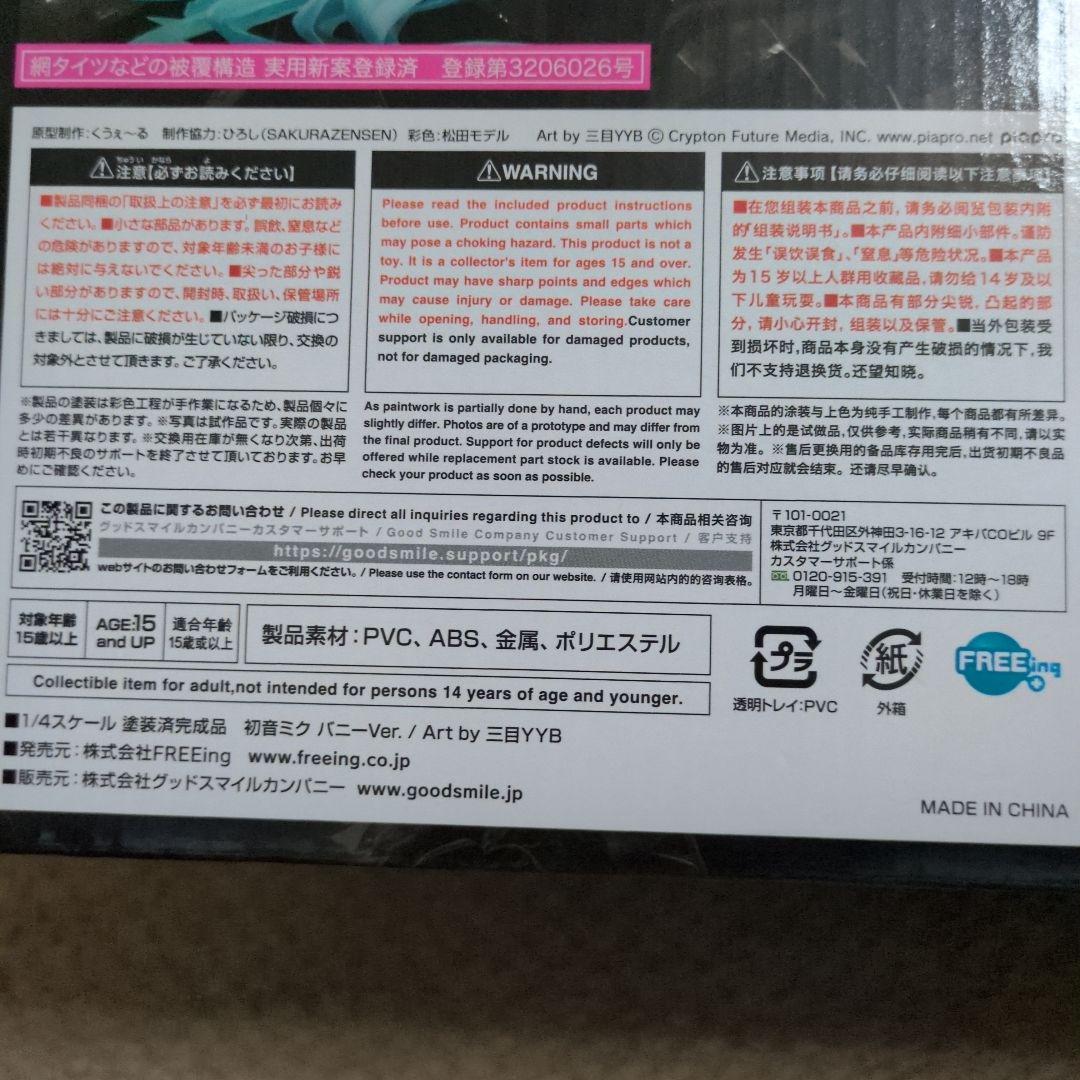 網タイツなどの被覆構造 実用新案登録済　登録第3206026号
原型制作：くうぇ〜る　制作協力：ひろし（SAKURAZENSEN）　彩色：松田モデル　Art by 三目YYB © Crypton Future Media, INC. www.piapro.net piapro
⚠注意【必ずお読みください】
ちゅうい かなら よ
■製品同梱の「取扱上の注意」を必ず最初にお読み
ください。■小さな部品があります。誤飲、窒息など
の危険がありますので、対象年齢未満のお子様に
は絶対に与えないでください。■尖った部分や鋭
い部分がありますので、開封時、取扱い、保管場所
には十分にご注意ください。■パッケージ破損につ
きましては、製品に破損が生じていない限り、交換の
対象外とさせて頂きます。ご了承ください。
⚠WARNING
Please read the included product instructions
before use. Product contains small parts which
may pose a choking hazard. This product is not a
toy. It is a collector's item for ages 15 and over.
Product may have sharp points and edges which
may cause injury or damage. Please take care
while opening, handling, and storing.Customer
support is only available for damaged products,
not for damaged packaging.
⚠注意事项【请务必仔细阅读以下注意事项】
■在您组装本商品之前，请务必阅览包装内附
的「组装说明书」。■本产品内附细小部件。谨防
发生「误饮误食」、「窒息」等危险状况。■本产品
为15岁以上人群用收藏品，请勿给14岁及以
下儿童玩耍。■本商品有部分尖锐，凸起的部
分，请小心开封，组装以及保管。■当外包装受
到损坏时，商品本身没有产生破损的情况下，我
们不支持退换货。还望知晓。
※製品の塗装は彩色工程が手作業になるため、製品個々に
多少の差異があります。※写真は試作品です。実際の製品
とは若干異なります。※交換用在庫が無くなり次第、出荷
時初期不良のサポートを終了させて頂いております。お早
めにご確認ください。
As paintwork is partially done by hand, each product may
slightly differ. Photos are of a prototype and may differ from
the final product. Support for product defects will only be
offered while replacement part stock is available. Please
check your product as soon as possible.
※本商品的涂装与上色为纯手工制作，每个商品都有所差异。
※图片上的是试做品，仅供参考，实际商品稍有不同，请以实
物为准。※售后更换用的备品库存用完后，出货初期不良品
的售后对应就会结束。还请尽早确认。
この製品に関するお問い合わせ / Please direct all inquiries regarding this product to / 本商品相关咨询
グッドスマイルカンパニーカスタマーサポート / Good Smile Company Customer Support / 客户支持
https://goodsmile.support/pkg/
webサイトのお問い合わせフォームをご利用ください。/ Please use the contact form on our website. / 请使用网站内的的咨询表格。
〒101-0021
東京都千代田区外神田3-16-12 アキバCOビル 9F
株式会社グッドスマイルカンパニー
カスタマーサポート係
0120-915-391　受付時間：12時〜18時
月曜日〜金曜日（祝日・休業日を除く）
対象年齢
15歳以上
AGE:15
and UP
适合年龄
15歳或以上
製品素材：PVC、ABS、金属、ポリエステル
Collectible item for adult,not intended for persons 14 years of age and younger.
プラ
透明トレイ：PVC
紙
外箱
FREEing
■1/4スケール 塗装済完成品　初音ミク バニーVer. / Art by 三目YYB
■発売元：株式会社FREEing　www.freeing.co.jp
■販売元：株式会社グッドスマイルカンパニー　www.goodsmile.jp
MADE IN CHINA